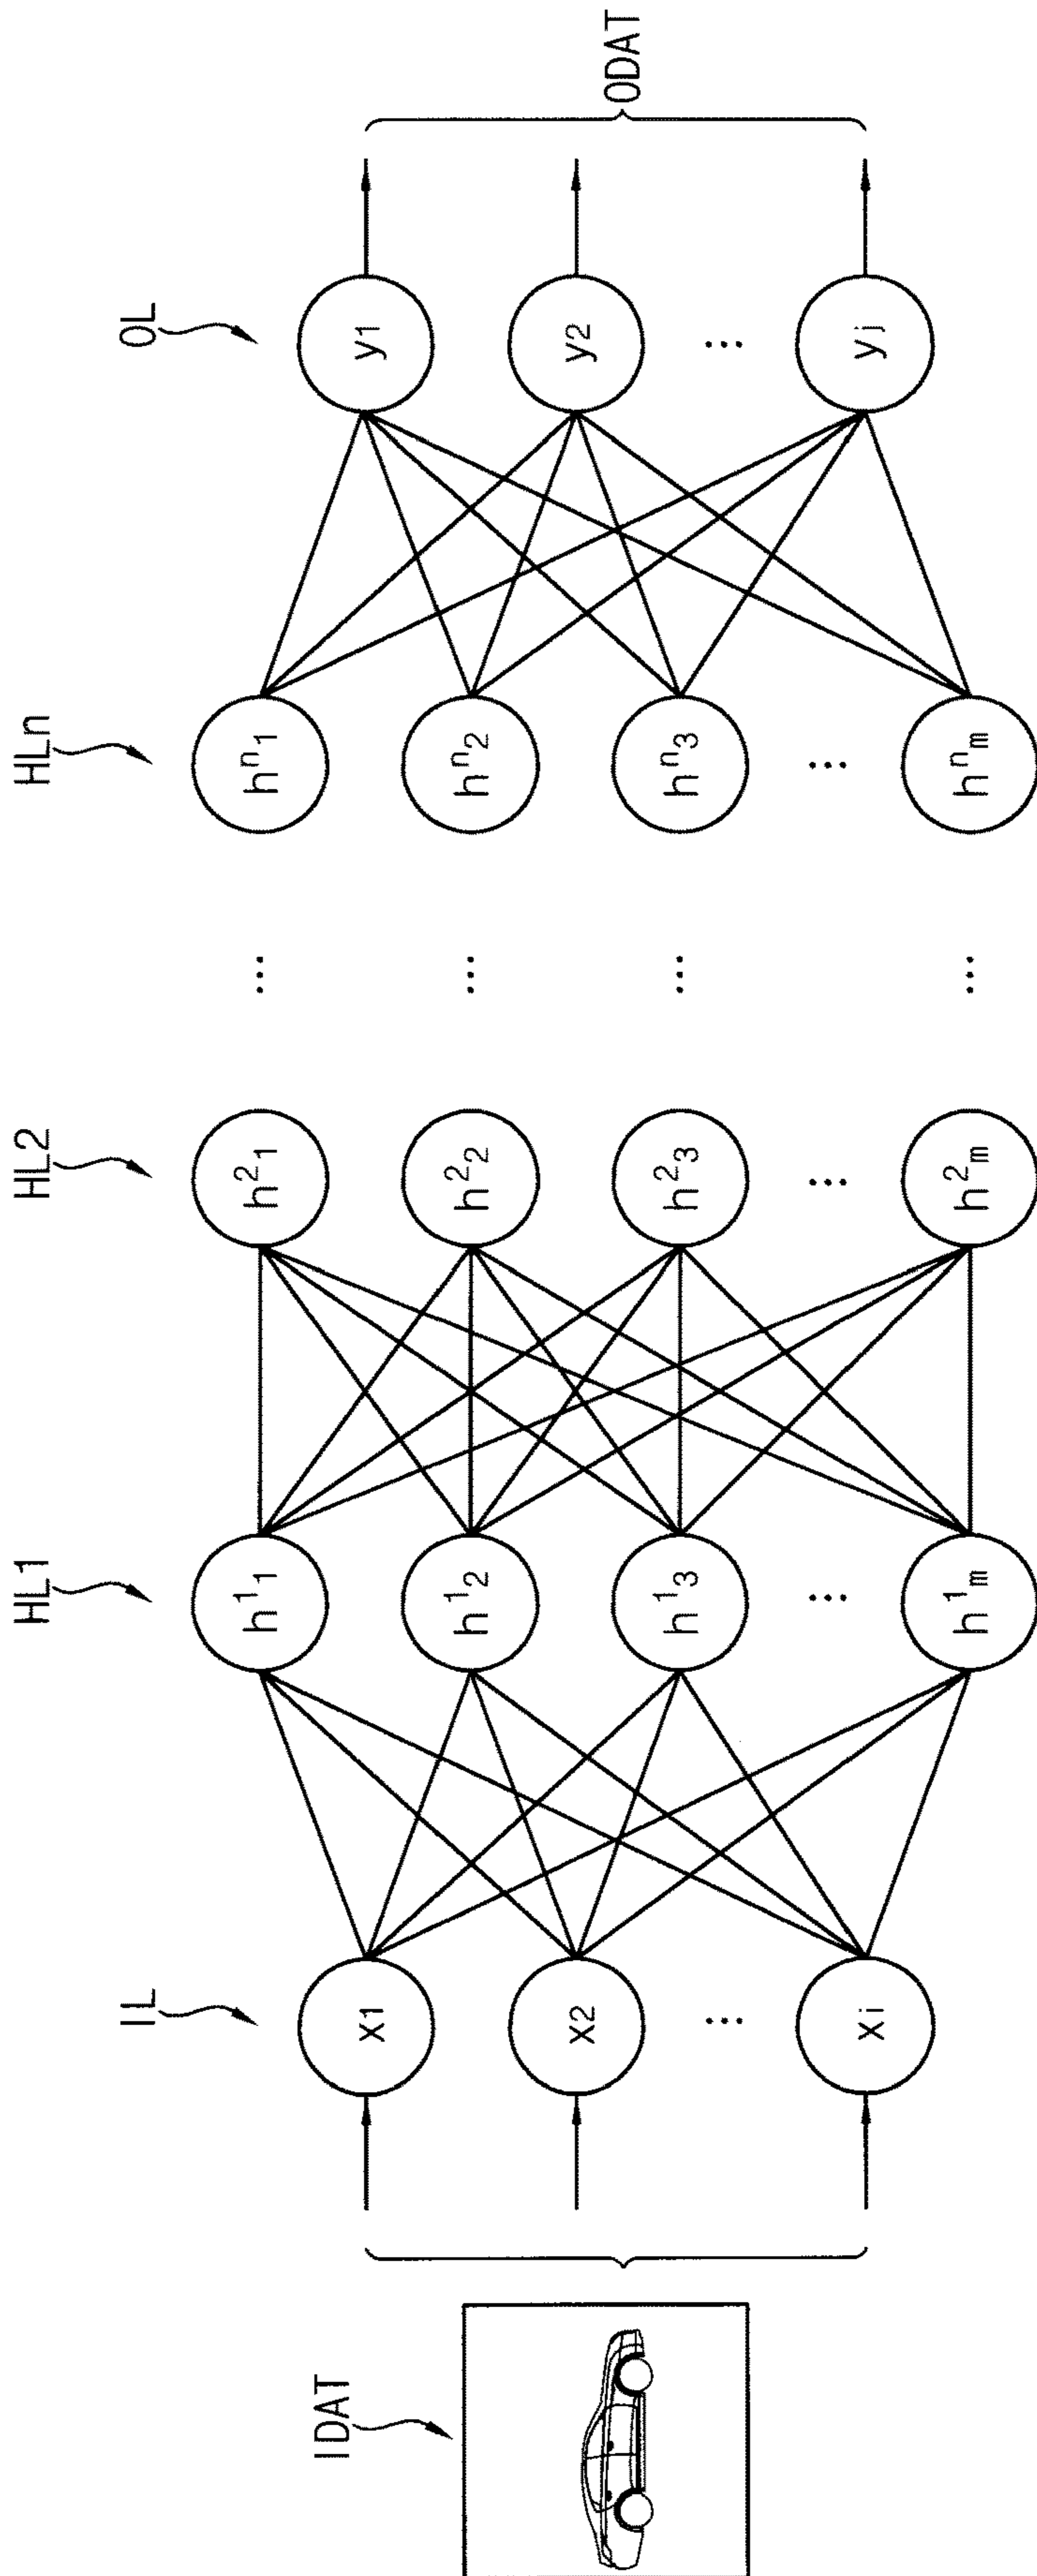 IDAT
IL
x1
x2
⋮
xi
HL1
h¹1
h¹2
h¹3
⋮
h¹m
HL2
h²1
h²2
h²3
⋮
h²m
...
...
...
...
HLn
hⁿ1
hⁿ2
hⁿ3
⋮
hⁿm
OL
y1
y2
⋮
yj
ODAT